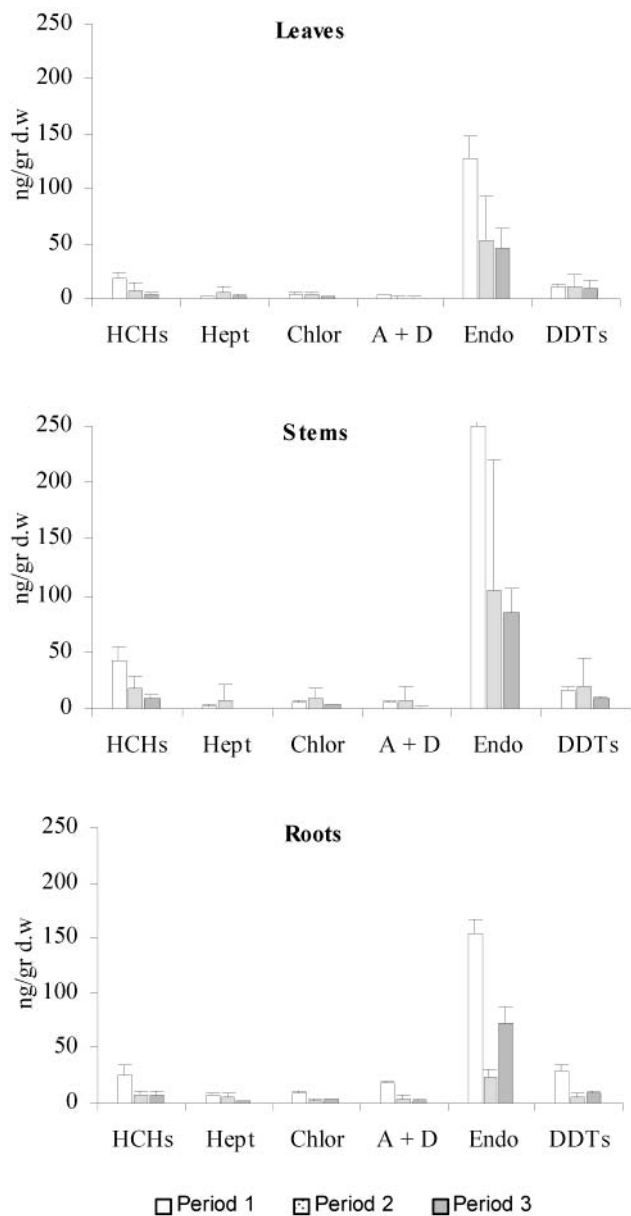 Leaves
ng/gr d.w
250
200
150
100
50
0
HCHs Hept Chlor A + D Endo DDTs
Stems
ng/gr d.w
250
200
150
100
50
0
HCHs Hept Chlor A + D Endo DDTs
Roots
ng/gr d.w
250
200
150
100
50
0
HCHs Hept Chlor A + D Endo DDTs
Period 1 Period 2 Period 3